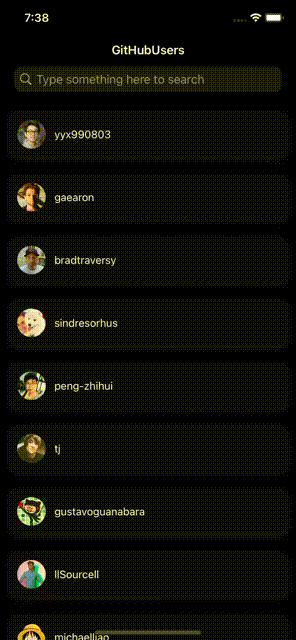 7:38
GitHubUsers
Type something here to search
yyx990803
gaearon
bradtraversy
sindresorhus
peng-zhihui
tj
gustavoguanabara
llSourcell
michaelliao